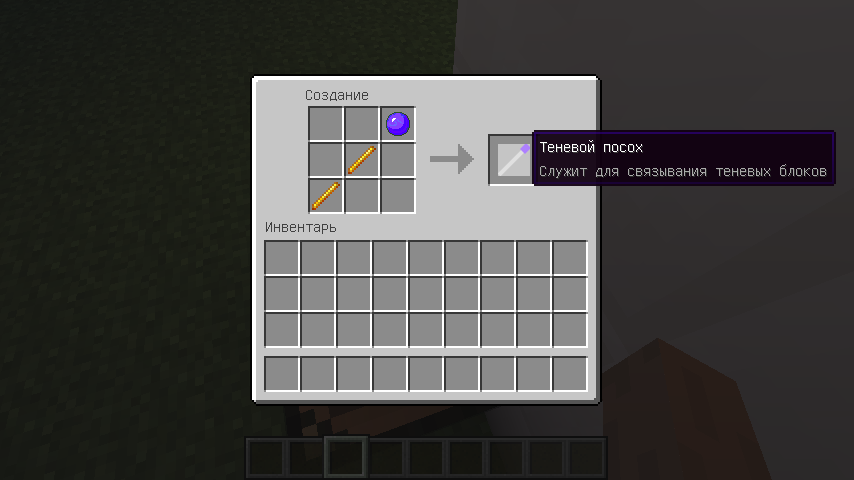 Создание
Теневой посох
Служит для связывания теневых блоков
Инвентарь